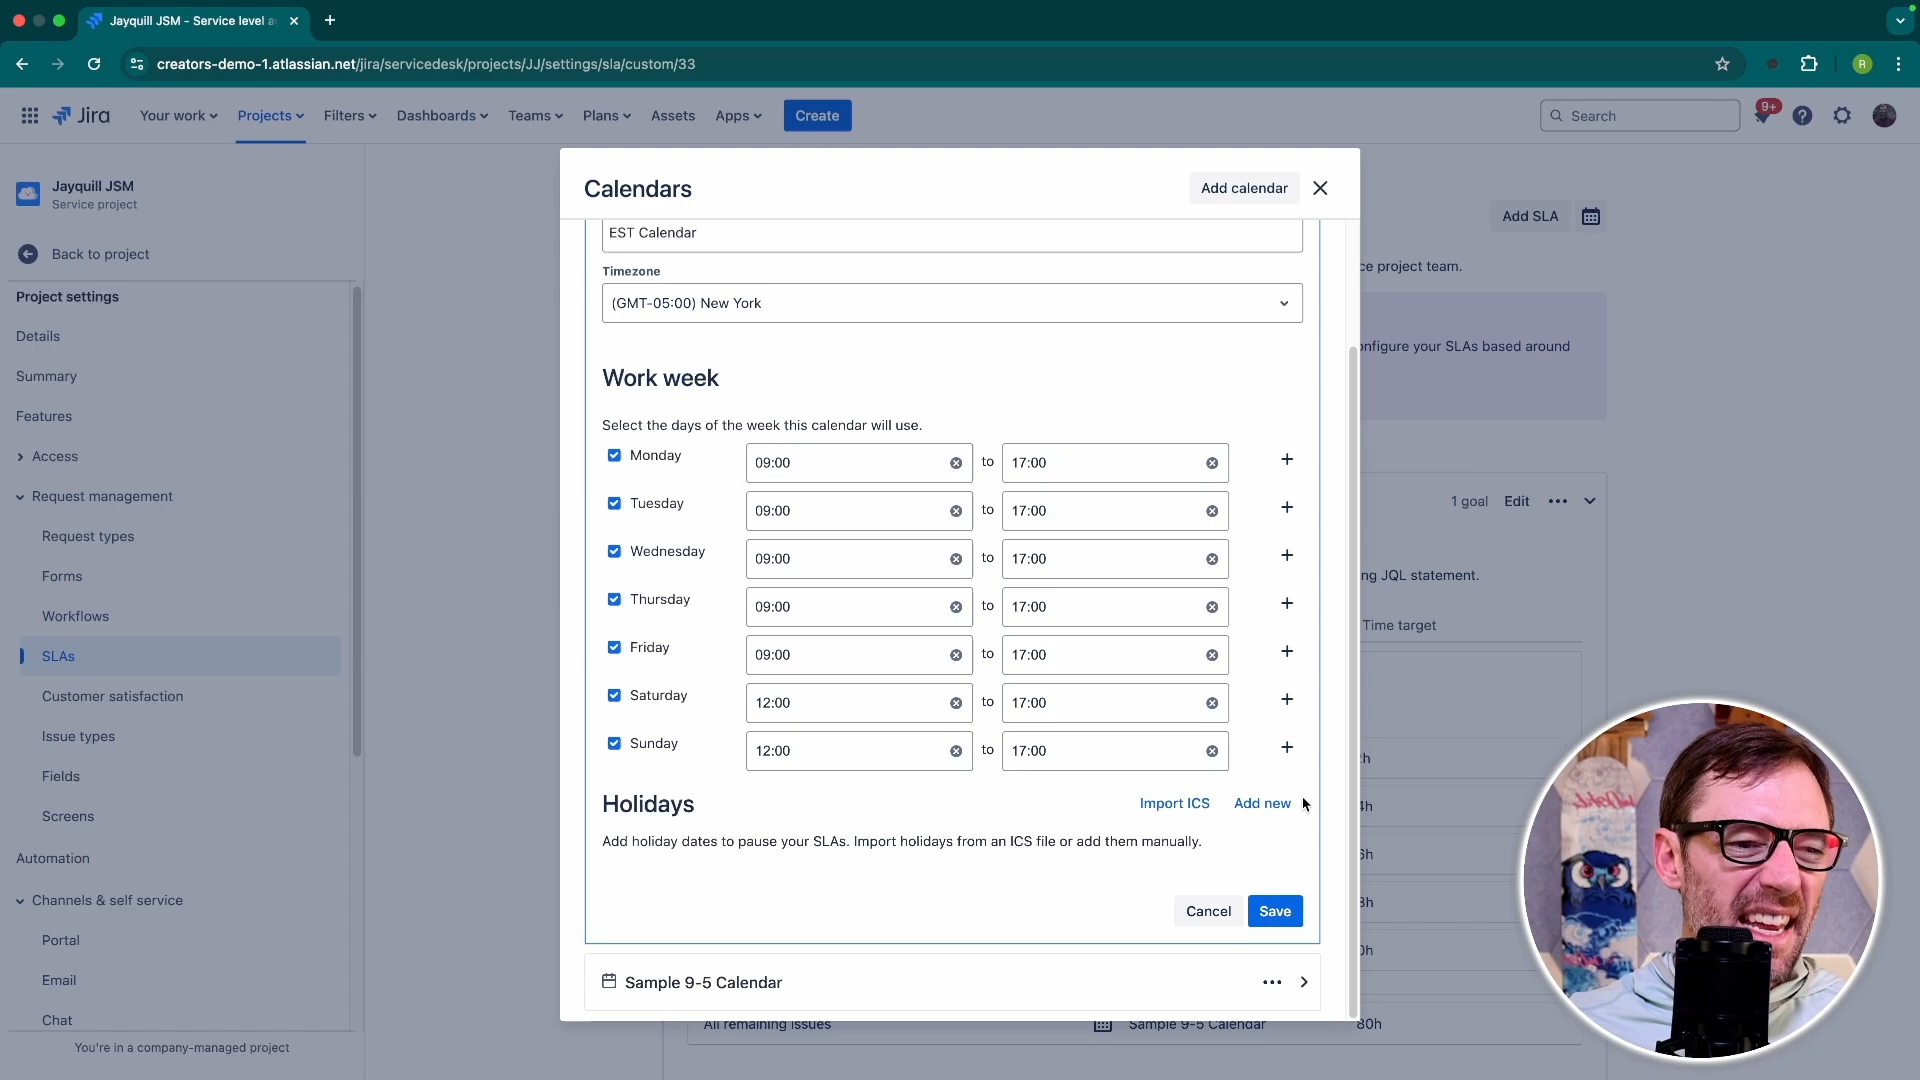 Jayquill JSM - Service level a
creators-demo-1.atlassian.net/jira/servicedesk/projects/JJ/settings/sla/custom/33
R
Jira
Your work
Projects
Filters
Dashboards
Teams
Plans
Assets
Apps
Create
Search
9+
Jayquill JSM
Service project
Back to project
Project settings
Details
Summary
Features
Access
Request management
Request types
Forms
Workflows
SLAs
Customer satisfaction
Issue types
Fields
Screens
Automation
Channels & self service
Portal
Email
Chat
You're in a company-managed project
Calendars
Add calendar
EST Calendar
Timezone
(GMT-05:00) New York
Work week
Select the days of the week this calendar will use.
Monday 09:00 to 17:00
Tuesday 09:00 to 17:00
Wednesday 09:00 to 17:00
Thursday 09:00 to 17:00
Friday 09:00 to 17:00
Saturday 12:00 to 17:00
Sunday 12:00 to 17:00
Holidays
Import ICS
Add new
Add holiday dates to pause your SLAs. Import holidays from an ICS file or add them manually.
Cancel
Save
Sample 9-5 Calendar
Add SLA
ce project team.
onfigure your SLAs based around
1 goal
Edit
ng JQL statement.
Time target
2h
4h
6h
8h
0h
All remaining issues
Sample 9-5 Calendar
80h